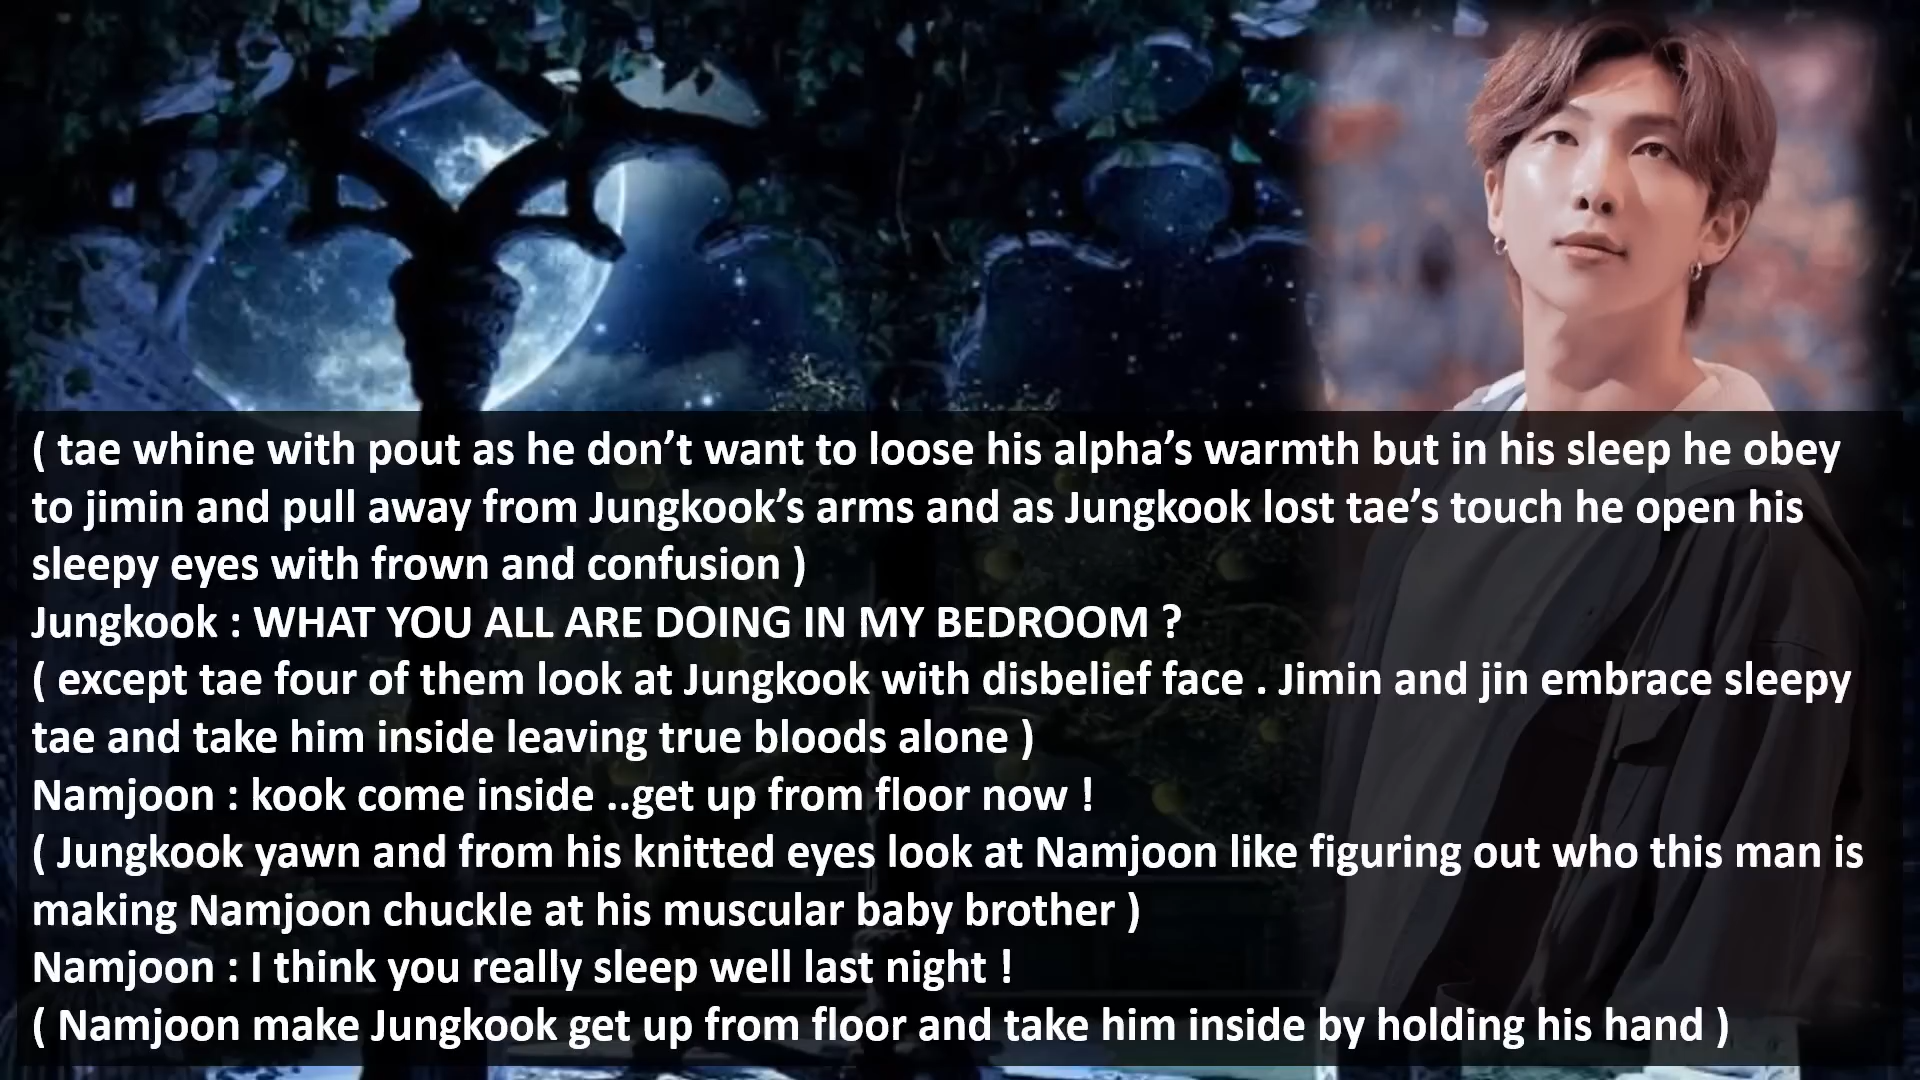 ( tae whine with pout as he don’t want to loose his alpha’s warmth but in his sleep he obey
to jimin and pull away from Jungkook’s arms and as Jungkook lost tae’s touch he open his
sleepy eyes with frown and confusion )
Jungkook : WHAT YOU ALL ARE DOING IN MY BEDROOM ?
( except tae four of them look at Jungkook with disbelief face . Jimin and jin embrace sleepy
tae and take him inside leaving true bloods alone )
Namjoon : kook come inside ..get up from floor now !
( Jungkook yawn and from his knitted eyes look at Namjoon like figuring out who this man is
making Namjoon chuckle at his muscular baby brother )
Namjoon : I think you really sleep well last night !
( Namjoon make Jungkook get up from floor and take him inside by holding his hand )